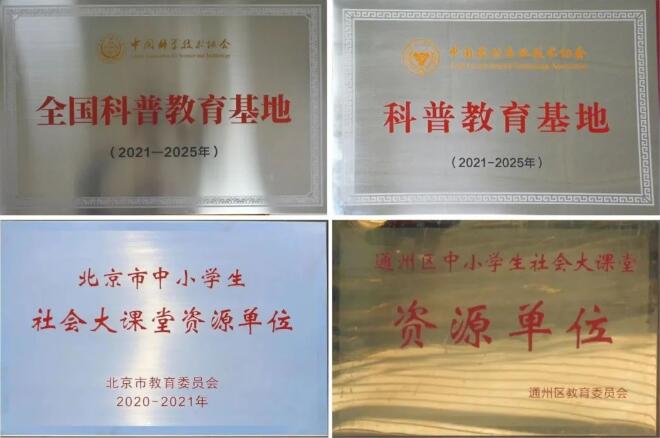 中国科学技术协会
全国科普教育基地
(2021—2025年)
科普教育基地
(2021-2025年)
北京市中小学生
社会大课堂资源单位
北京市教育委员会
2020-2021年
通州区中小学生社会大课堂
资源单位
通州区教育委员会